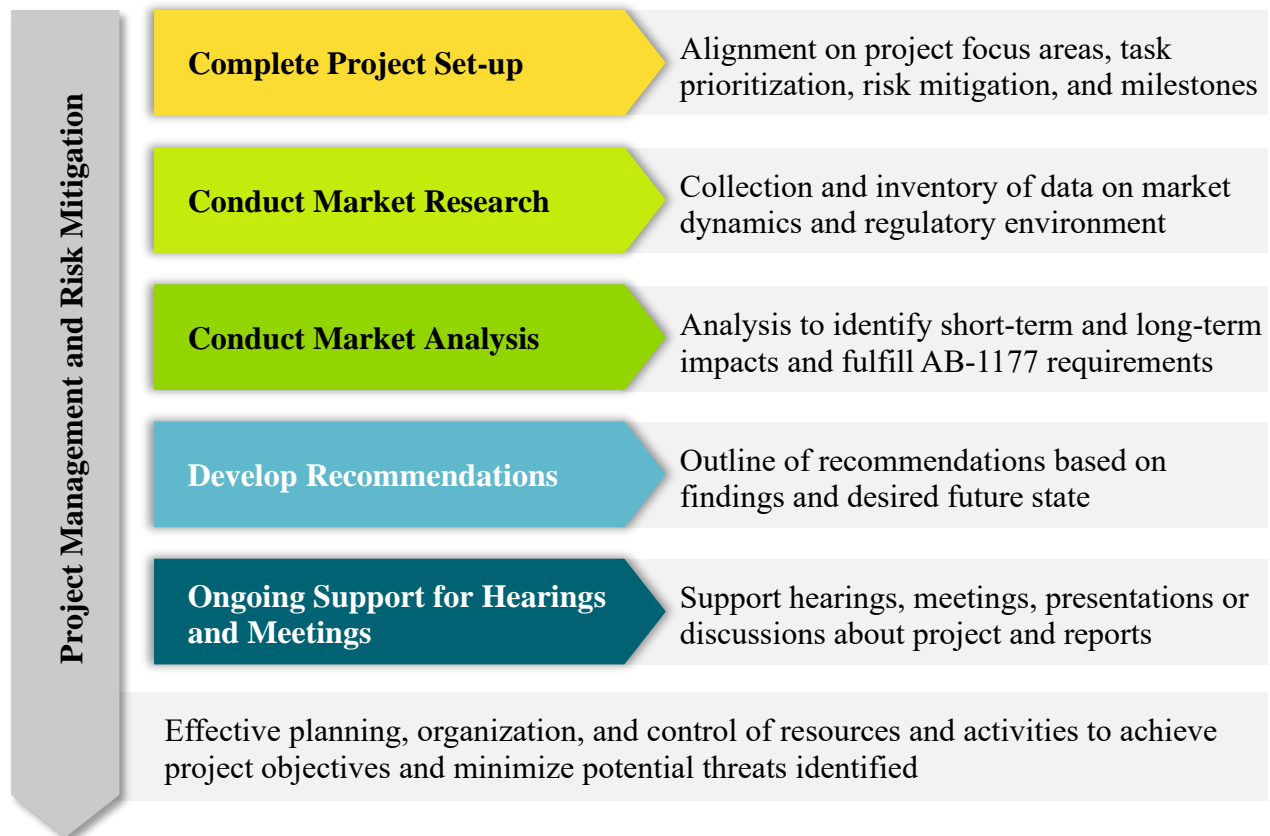 Project Management and Risk Mitigation
Complete Project Set-up
Alignment on project focus areas, task
prioritization, risk mitigation, and milestones
Conduct Market Research
Collection and inventory of data on market
dynamics and regulatory environment
Conduct Market Analysis
Analysis to identify short-term and long-term
impacts and fulfill AB-1177 requirements
Develop Recommendations
Outline of recommendations based on
findings and desired future state
Ongoing Support for Hearings
and Meetings
Support hearings, meetings, presentations or
discussions about project and reports
Effective planning, organization, and control of resources and activities to achieve
project objectives and minimize potential threats identified